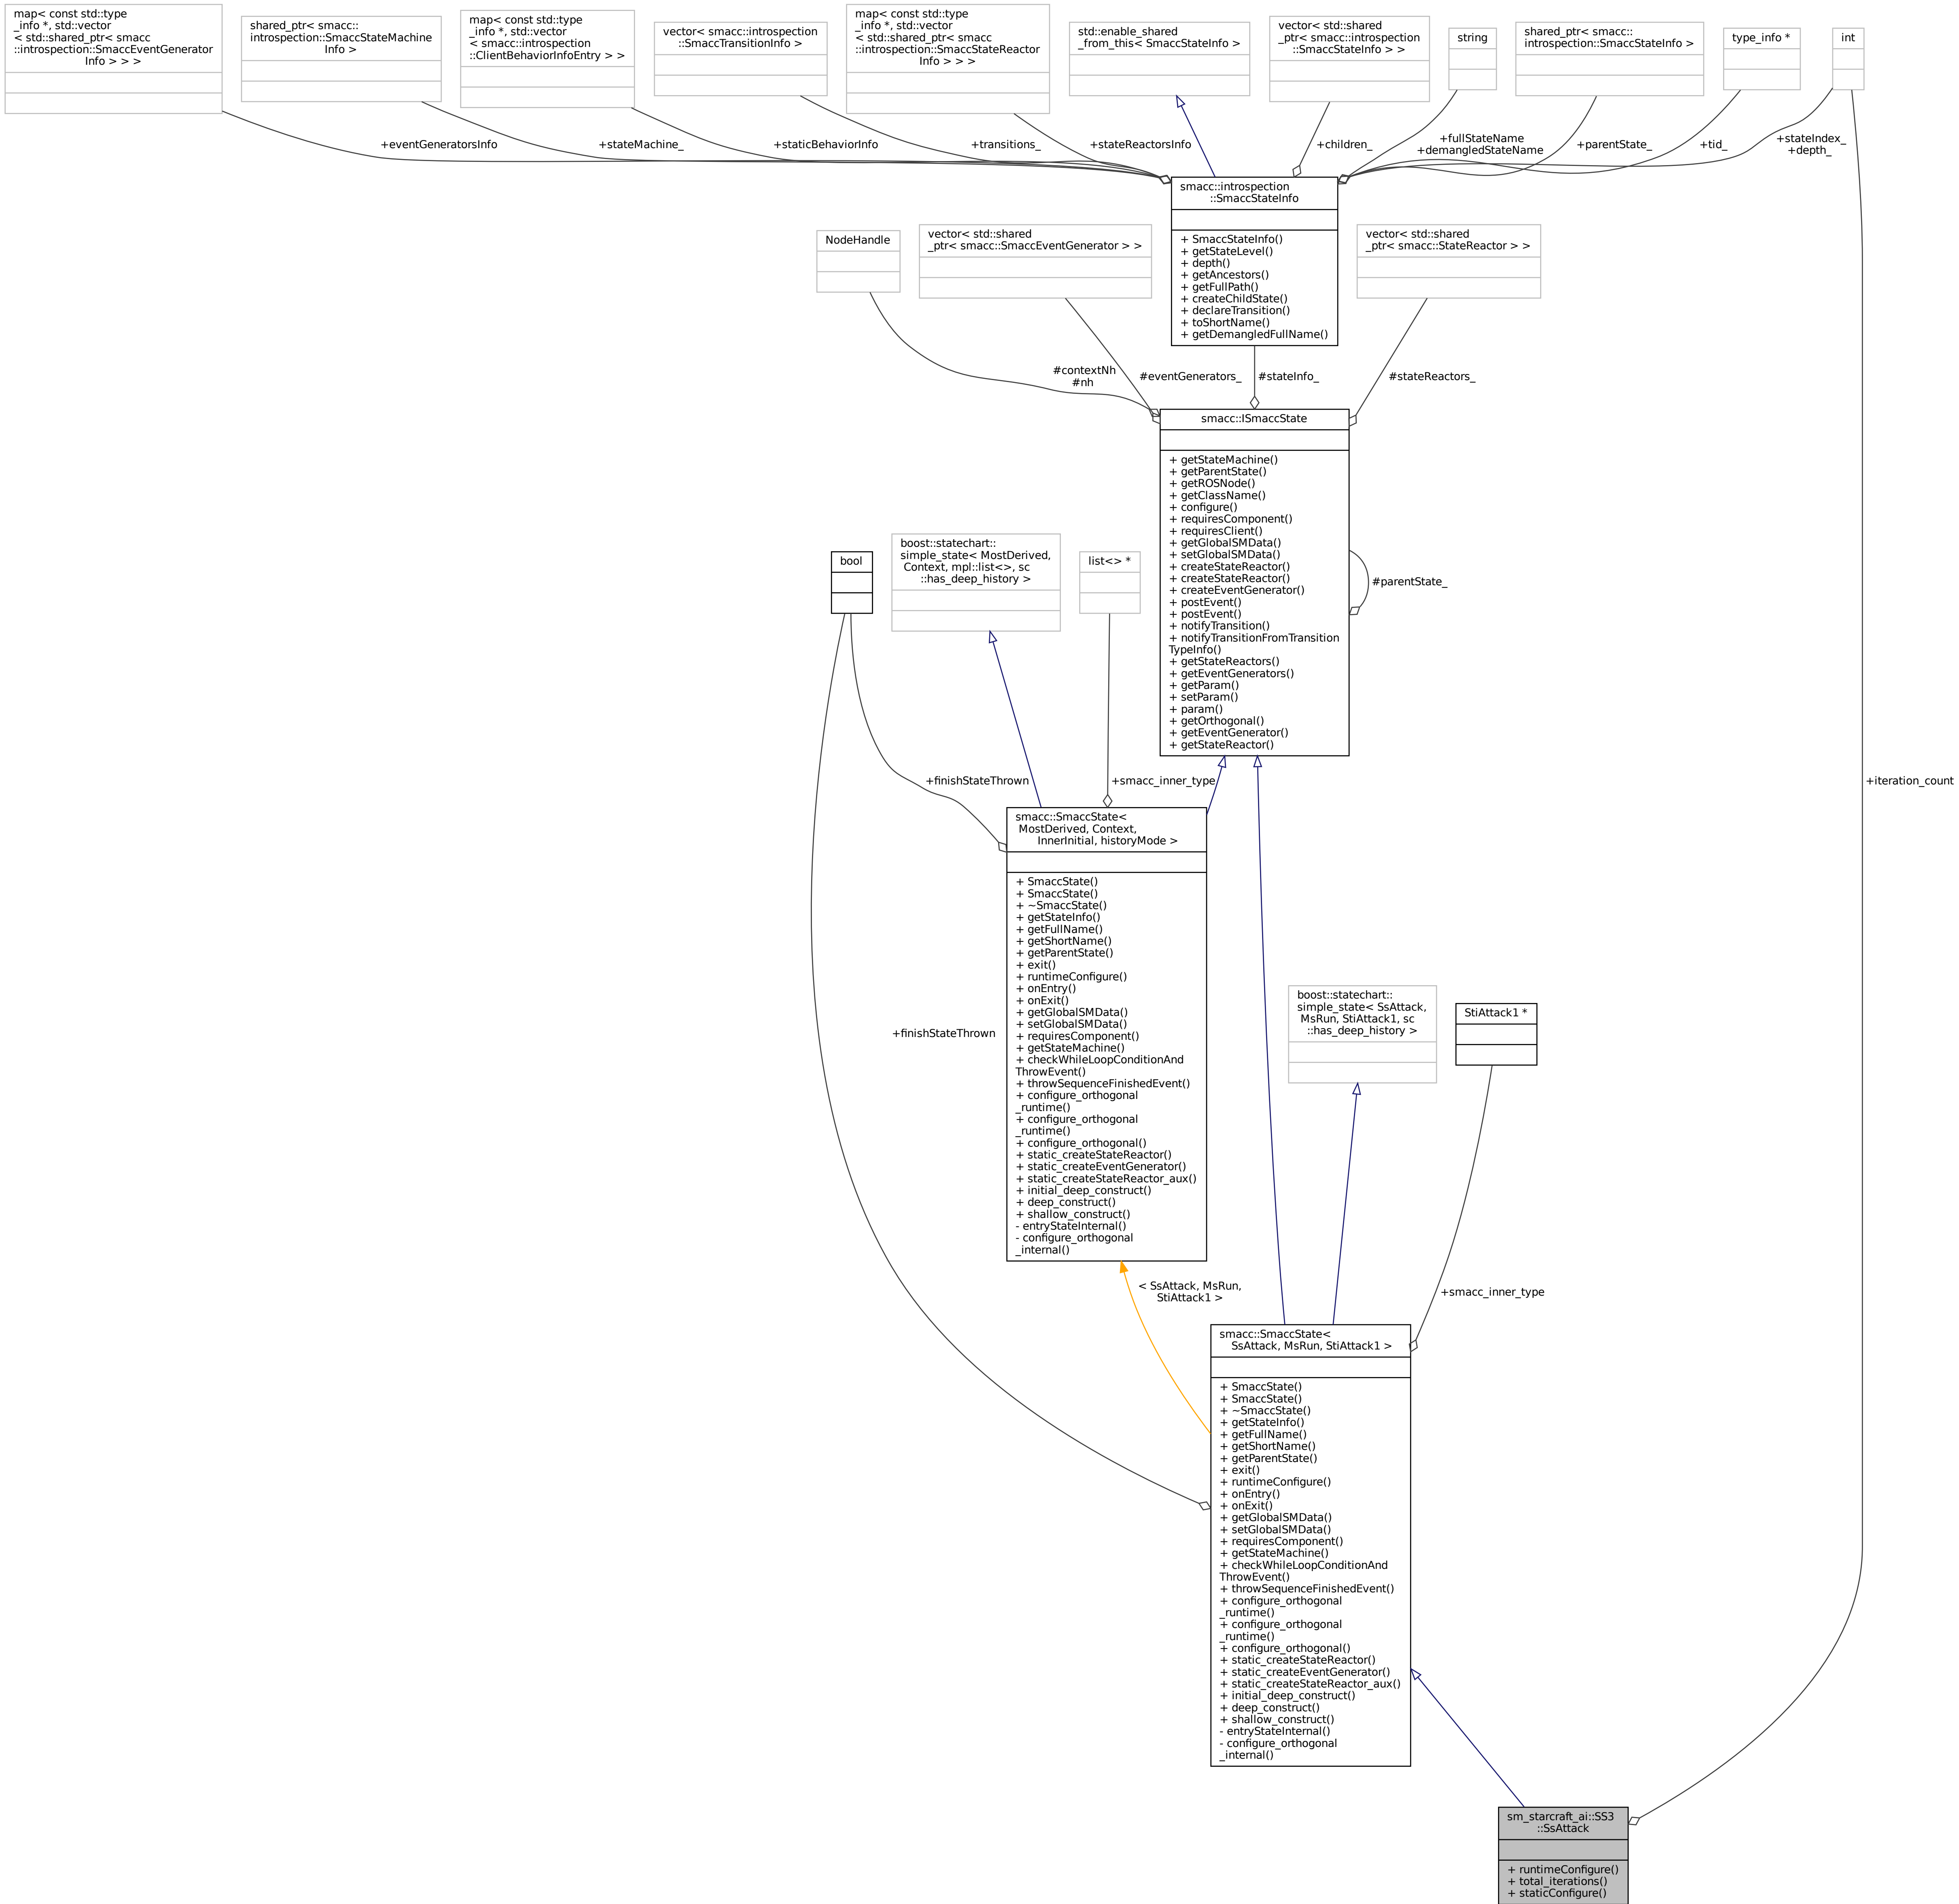 map< const std::type
_info *, std::vector
< std::shared_ptr< smacc
::introspection::SmaccEventGenerator
Info > > >
shared_ptr< smacc::
introspection::SmaccStateMachine
Info >
map< const std::type
_info *, std::vector
< smacc::introspection
::ClientBehaviorInfoEntry > >
vector< smacc::introspection
::SmaccTransitionInfo >
map< const std::type
_info *, std::vector
< std::shared_ptr< smacc
::introspection::SmaccStateReactor
Info > > >
std::enable_shared
_from_this< SmaccStateInfo >
vector< std::shared
_ptr< smacc::introspection
::SmaccStateInfo > >
string
shared_ptr< smacc::
introspection::SmaccStateInfo >
type_info *
int
+eventGeneratorsInfo
+stateMachine_
+staticBehaviorInfo
+transitions_
+stateReactorsInfo
+children_
+fullStateName
+demangledStateName
+parentState_
+tid_
+stateIndex_
+depth_
smacc::introspection
::SmaccStateInfo
+ SmaccStateInfo()
+ getStateLevel()
+ depth()
+ getAncestors()
+ getFullPath()
+ createChildState()
+ declareTransition()
+ toShortName()
+ getDemangledFullName()
NodeHandle
vector< std::shared
_ptr< smacc::SmaccEventGenerator > >
vector< std::shared
_ptr< smacc::StateReactor > >
#contextNh
#nh
#eventGenerators_
#stateInfo_
#stateReactors_
smacc::ISmaccState
+ getStateMachine()
+ getParentState()
+ getROSNode()
+ getClassName()
+ configure()
+ requiresComponent()
+ requiresClient()
+ getGlobalSMData()
+ setGlobalSMData()
+ createStateReactor()
+ createStateReactor()
+ createEventGenerator()
+ postEvent()
+ postEvent()
+ notifyTransition()
+ notifyTransitionFromTransition
TypeInfo()
+ getStateReactors()
+ getEventGenerators()
+ getParam()
+ setParam()
+ param()
+ getOrthogonal()
+ getEventGenerator()
+ getStateReactor()
#parentState_
bool
boost::statechart::
simple_state< MostDerived,
Context, mpl::list<>, sc
::has_deep_history >
list<> *
+finishStateThrown
+smacc_inner_type
+iteration_count
smacc::SmaccState<
MostDerived, Context,
InnerInitial, historyMode >
+ SmaccState()
+ SmaccState()
+ ~SmaccState()
+ getStateInfo()
+ getFullName()
+ getShortName()
+ getParentState()
+ exit()
+ runtimeConfigure()
+ onEntry()
+ onExit()
+ getGlobalSMData()
+ setGlobalSMData()
+ requiresComponent()
+ getStateMachine()
+ checkWhileLoopConditionAnd
ThrowEvent()
+ throwSequenceFinishedEvent()
+ configure_orthogonal
_runtime()
+ configure_orthogonal
_runtime()
+ configure_orthogonal()
+ static_createStateReactor()
+ static_createEventGenerator()
+ static_createStateReactor_aux()
+ initial_deep_construct()
+ deep_construct()
+ shallow_construct()
- entryStateInternal()
- configure_orthogonal
_internal()
+finishStateThrown
boost::statechart::
simple_state< SsAttack,
MsRun, StiAttack1, sc
::has_deep_history >
StiAttack1 *
< SsAttack, MsRun,
StiAttack1 >
+smacc_inner_type
smacc::SmaccState<
SsAttack, MsRun, StiAttack1 >
+ SmaccState()
+ SmaccState()
+ ~SmaccState()
+ getStateInfo()
+ getFullName()
+ getShortName()
+ getParentState()
+ exit()
+ runtimeConfigure()
+ onEntry()
+ onExit()
+ getGlobalSMData()
+ setGlobalSMData()
+ requiresComponent()
+ getStateMachine()
+ checkWhileLoopConditionAnd
ThrowEvent()
+ throwSequenceFinishedEvent()
+ configure_orthogonal
_runtime()
+ configure_orthogonal
_runtime()
+ configure_orthogonal()
+ static_createStateReactor()
+ static_createEventGenerator()
+ static_createStateReactor_aux()
+ initial_deep_construct()
+ deep_construct()
+ shallow_construct()
- entryStateInternal()
- configure_orthogonal
_internal()
sm_starcraft_ai::SS3
::SsAttack
+ runtimeConfigure()
+ total_iterations()
+ staticConfigure()